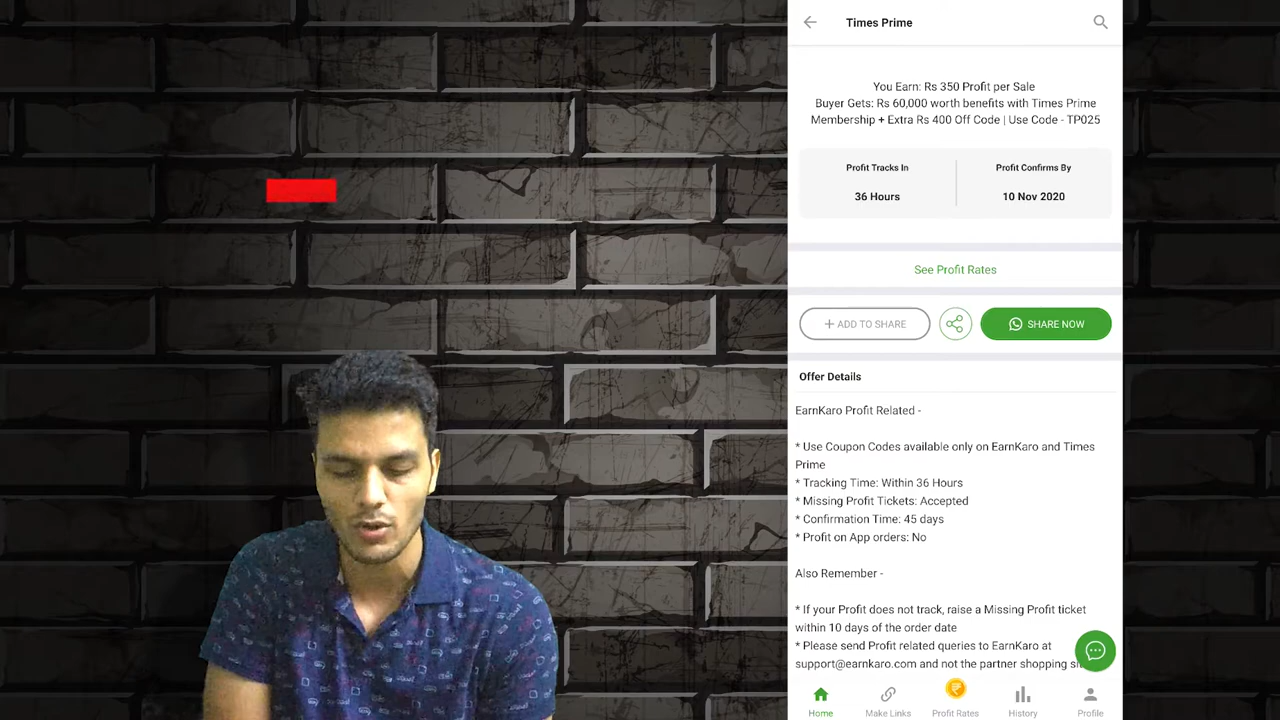 Times Prime
You Earn: Rs 350 Profit per Sale
Buyer Gets: Rs 60,000 worth benefits with Times Prime
Membership + Extra Rs 400 Off Code | Use Code - TP025
Profit Tracks In
36 Hours
Profit Confirms By
10 Nov 2020
See Profit Rates
+ ADD TO SHARE
SHARE NOW
Offer Details
EarnKaro Profit Related -
* Use Coupon Codes available only on EarnKaro and Times
Prime
* Tracking Time: Within 36 Hours
* Missing Profit Tickets: Accepted
* Confirmation Time: 45 days
* Profit on App orders: No
Also Remember -
* If your Profit does not track, raise a Missing Profit ticket
within 10 days of the order date
* Please send Profit related queries to EarnKaro at
support@earnkaro.com and not the partner shopping
Home
Make Links
Profit Rates
History
Profile